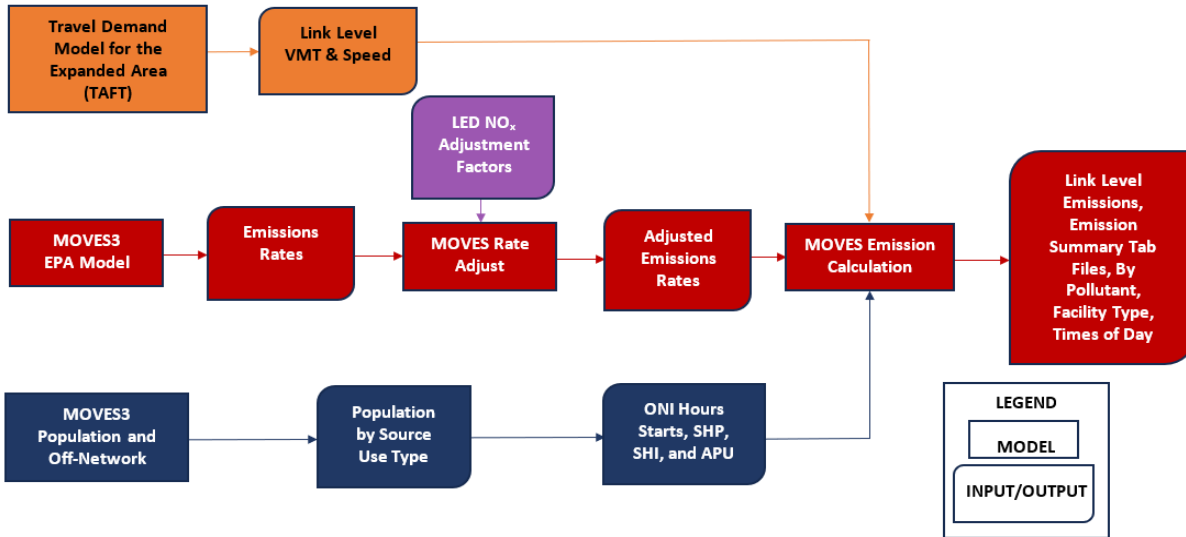 Travel Demand
Model for the
Expanded Area
(TAFT)
Link Level
VMT & Speed
LED NOₓ
Adjustment
Factors
MOVES3
EPA Model
Emissions
Rates
MOVES Rate
Adjust
Adjusted
Emissions
Rates
MOVES Emission
Calculation
Link Level
Emissions,
Emission
Summary Tab
Files, By
Pollutant,
Facility Type,
Times of Day
MOVES3
Population and
Off-Network
Population
by Source
Use Type
ONI Hours
Starts, SHP,
SHI, and APU
LEGEND
MODEL
INPUT/OUTPUT